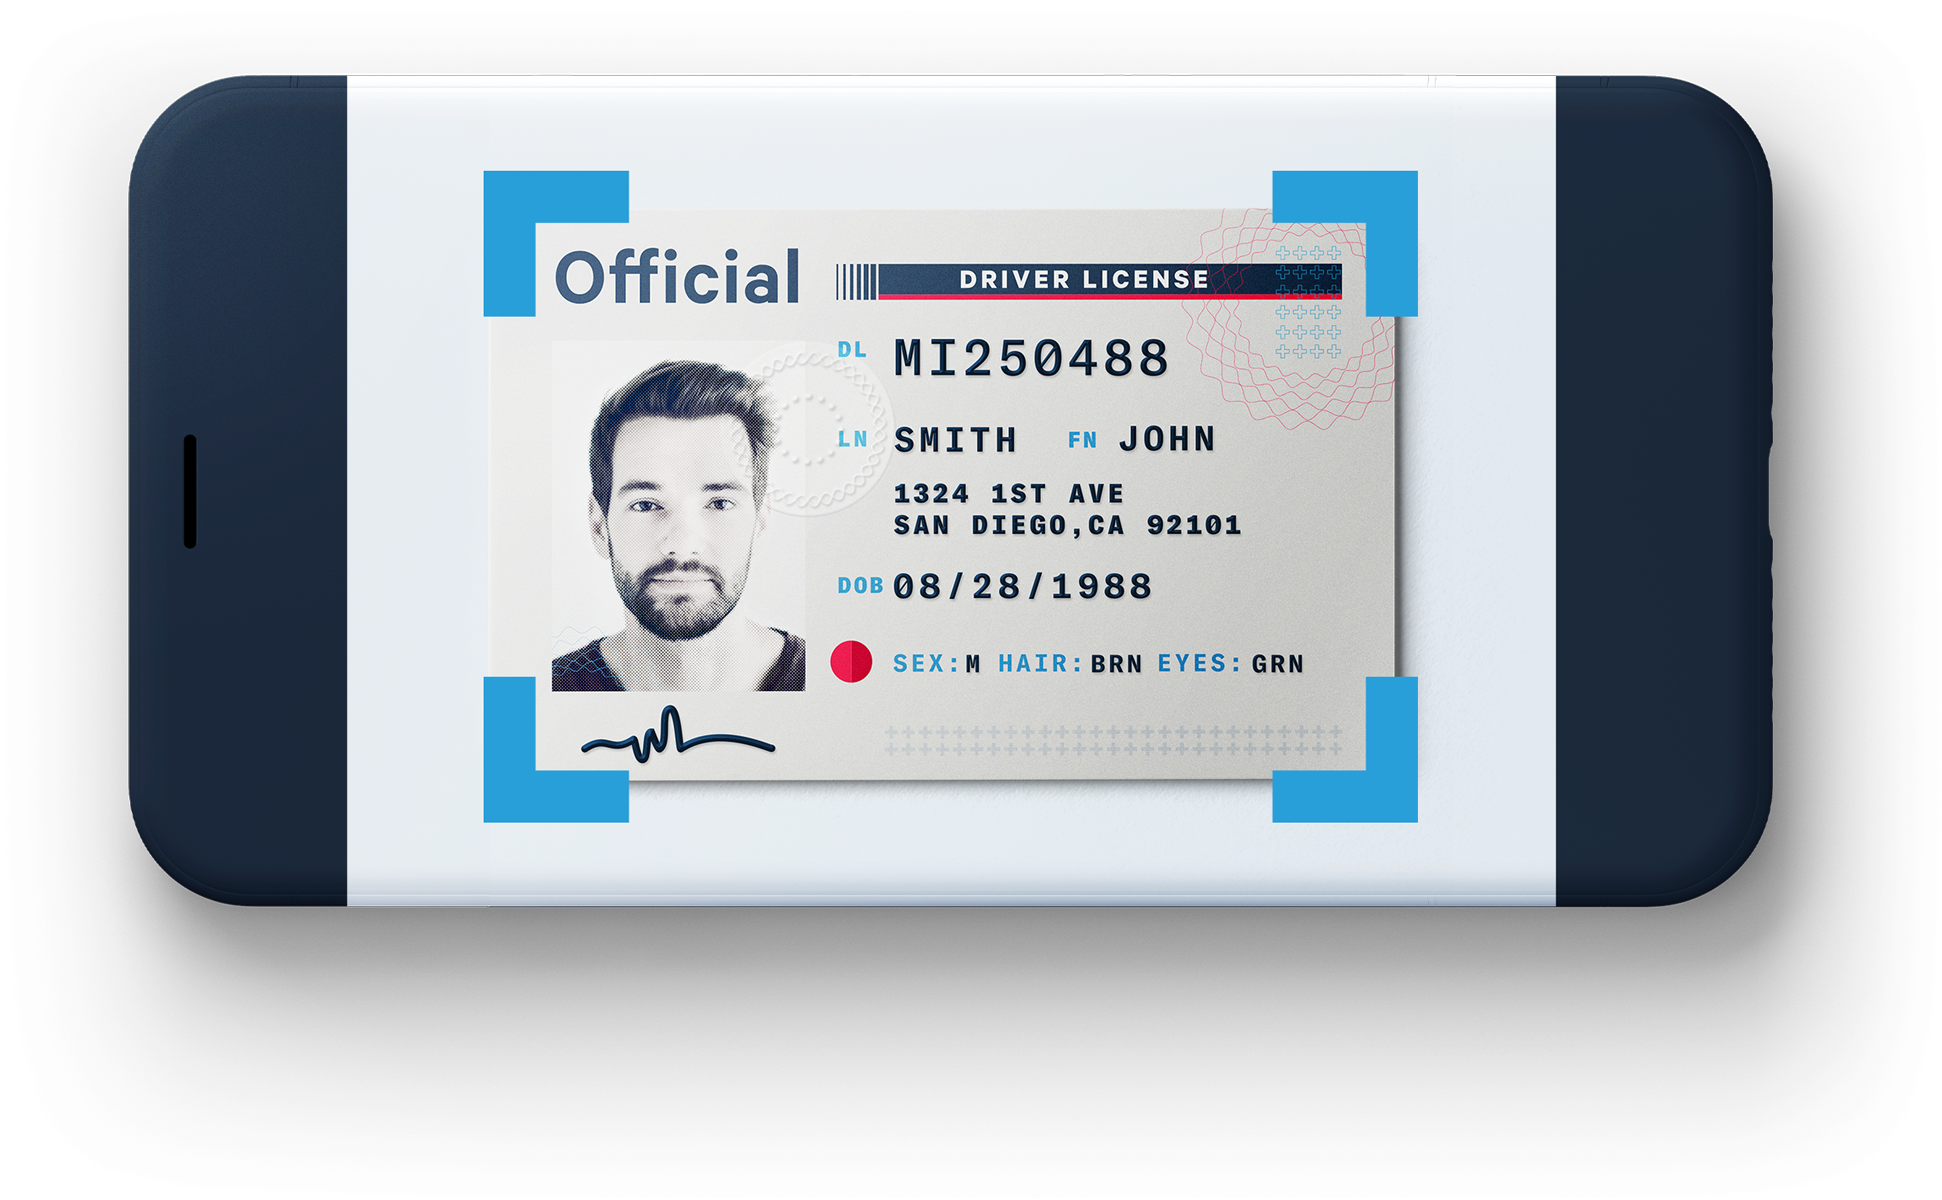 Official
DRIVER LICENSE
DL MI250488
LN SMITH FN JOHN
1324 1ST AVE
SAN DIEGO,CA 92101
DOB 08/28/1988
SEX:M HAIR:BRN EYES:GRN